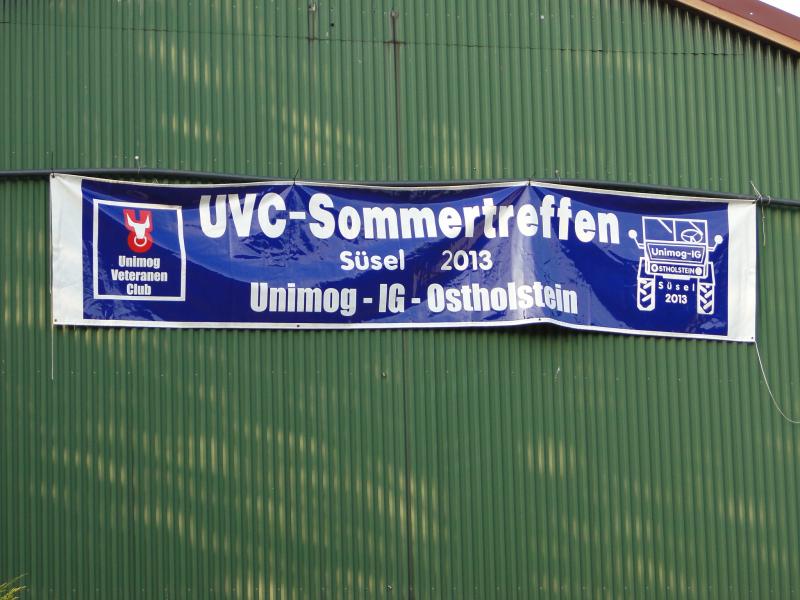 Unimog
Veteranen
Club
UVC-Sommertreffen
Süsel 2013
Unimog - IG - Ostholstein
Unimog-IG
OSTHOLSTEIN
Süsel
2013